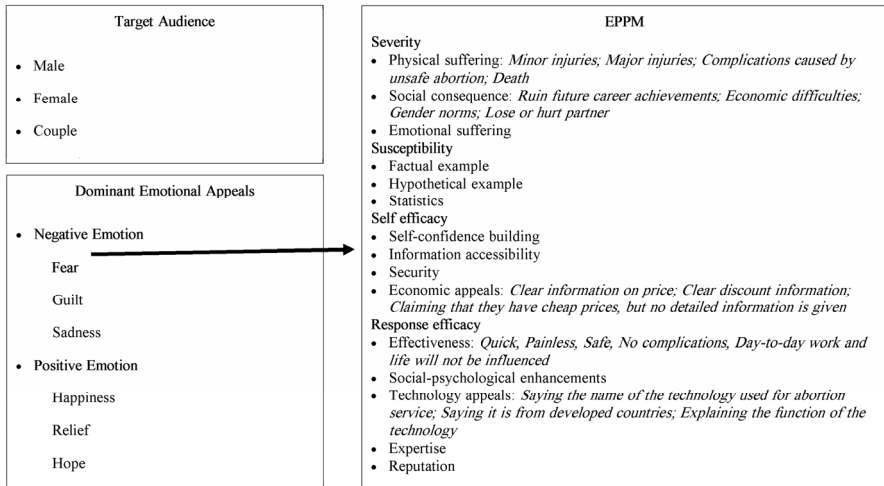 Target Audience
• Male
• Female
• Couple
Dominant Emotional Appeals
• Negative Emotion
Fear
Guilt
Sadness
• Positive Emotion
Happiness
Relief
Hope
EPPM
Severity
• Physical suffering: Minor injuries; Major injuries; Complications caused by
unsafe abortion; Death
• Social consequence: Ruin future career achievements; Economic difficulties;
Gender norms; Lose or hurt partner
• Emotional suffering
Susceptibility
• Factual example
• Hypothetical example
• Statistics
Self efficacy
• Self-confidence building
• Information accessibility
• Security
• Economic appeals: Clear information on price; Clear discount information;
Claiming that they have cheap prices, but no detailed information is given
Response efficacy
• Effectiveness: Quick, Painless, Safe, No complications, Day-to-day work and
life will not be influenced
• Social-psychological enhancements
• Technology appeals: Saying the name of the technology used for abortion
service; Saying it is from developed countries; Explaining the function of the
technology
• Expertise
• Reputation